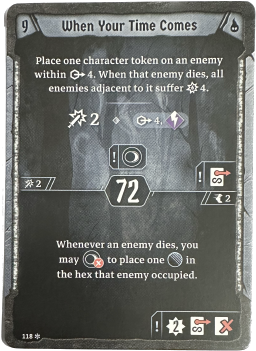 9 When Your Time Comes
Place one character token on an enemy
within 4. When that enemy dies, all
enemies adjacent to it suffer 4.
2 4,
!
2 72 ! 2
Whenever an enemy dies, you
may to place one in
the hex that enemy occupied.
118 ! 2